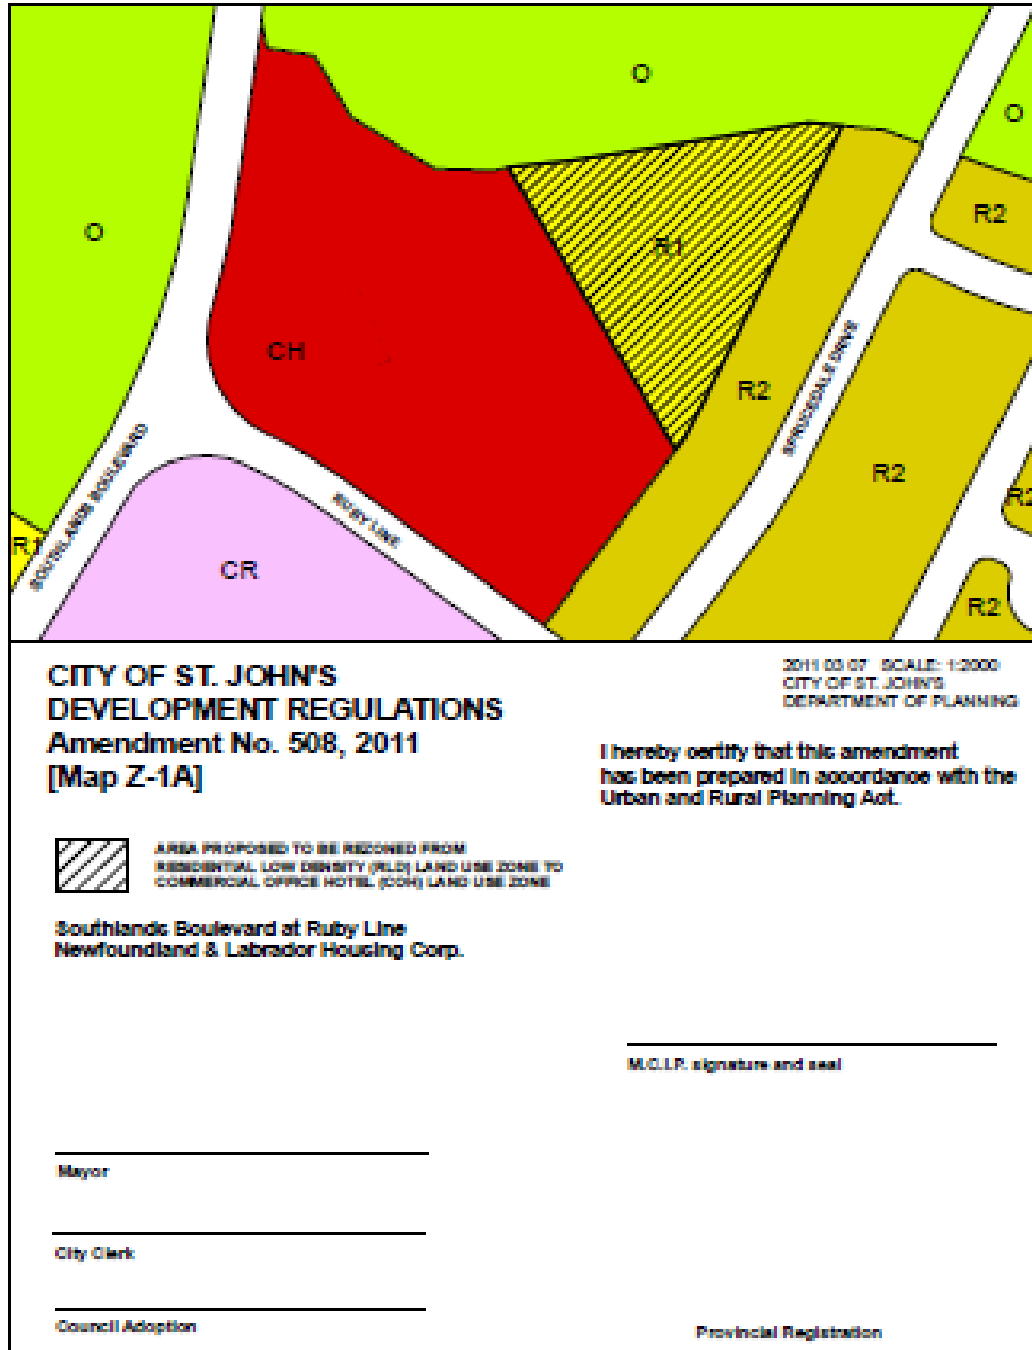 O
O
R2
O
R1
CH
R2
SPRUCEDALE DRIVE
R2
R2
R1
SOUTHLANDS BOULEVARD
RUBY LINE
CR
R2
CITY OF ST. JOHN'S
DEVELOPMENT REGULATIONS
Amendment No. 508, 2011
[Map Z-1A]
2011 03 07 SCALE: 1:2000
CITY OF ST. JOHN'S
DEPARTMENT OF PLANNING
I hereby certify that this amendment
has been prepared in accordance with the
Urban and Rural Planning Act.
AREA PROPOSED TO BE REZONED FROM
RESIDENTIAL LOW DENSITY (RLD) LAND USE ZONE TO
COMMERCIAL OFFICE HOTEL (COH) LAND USE ZONE
Southlands Boulevard at Ruby Line
Newfoundland & Labrador Housing Corp.
M.C.I.P. signature and seal
Mayor
City Clerk
Council Adoption
Provincial Registration